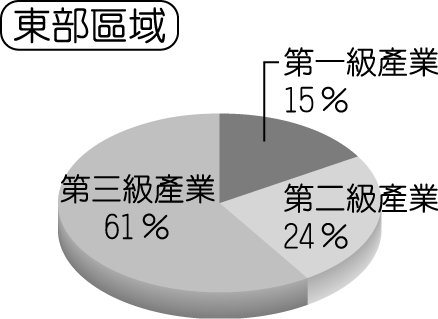 東部區域
第一級產業
15%
第三級產業
61%
第二級產業
24%